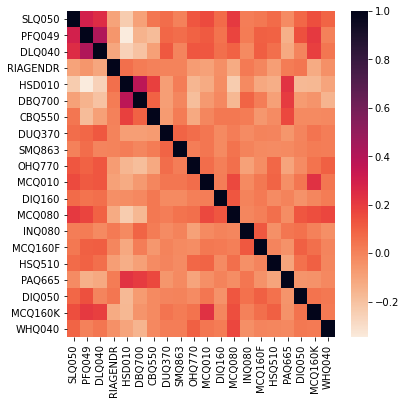 SLQ050
PFQ049
DLQ040
RIAGENDR
HSD010
DBQ700
CBQ550
DUQ370
SMQ863
OHQ770
MCQ010
DIQ160
MCQ080
INQ080
MCQ160F
HSQ510
PAQ665
DIQ050
MCQ160K
WHQ040
SLQ050 PFQ049 DLQ040 RIAGENDR HSD010 DBQ700 CBQ550 DUQ370 SMQ863 OHQ770 MCQ010 DIQ160 MCQ080 INQ080 MCQ160F HSQ510 PAQ665 DIQ050 MCQ160K WHQ040
1.0
0.8
0.6
0.4
0.2
0.0
−0.2